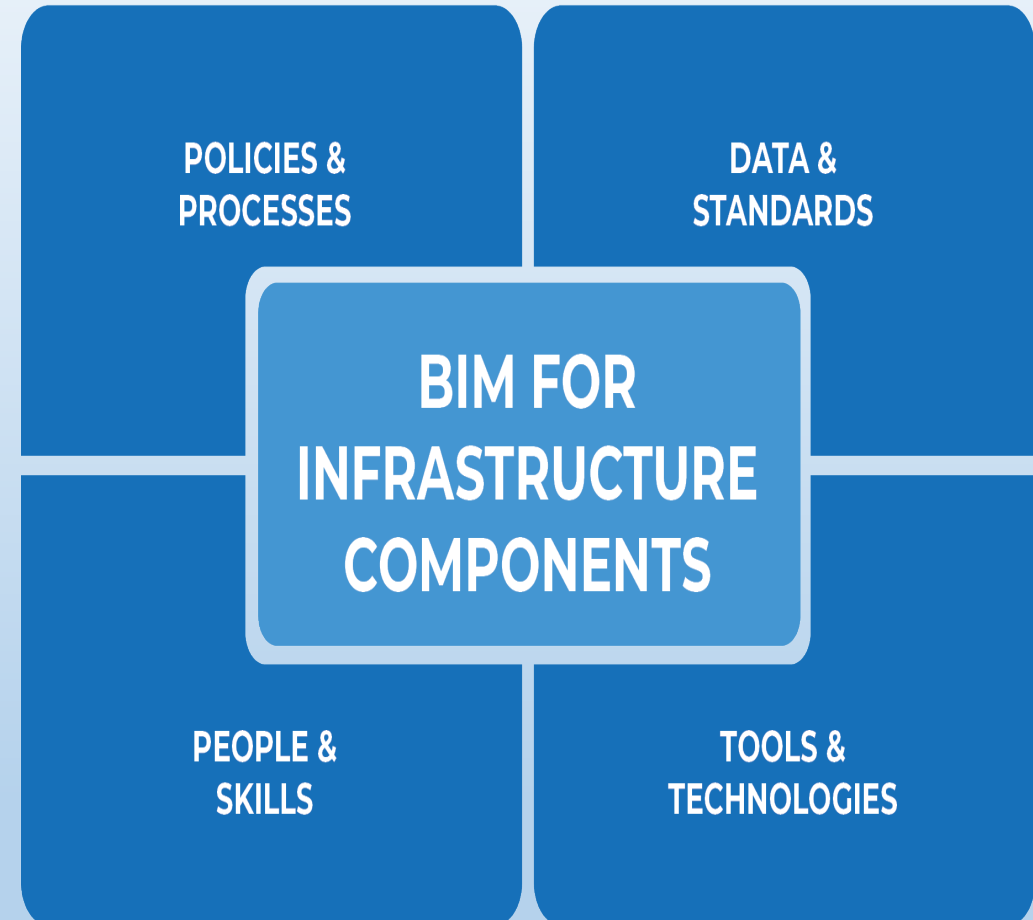 POLICIES &
PROCESSES
DATA &
STANDARDS
BIM FOR
INFRASTRUCTURE
COMPONENTS
PEOPLE &
SKILLS
TOOLS &
TECHNOLOGIES